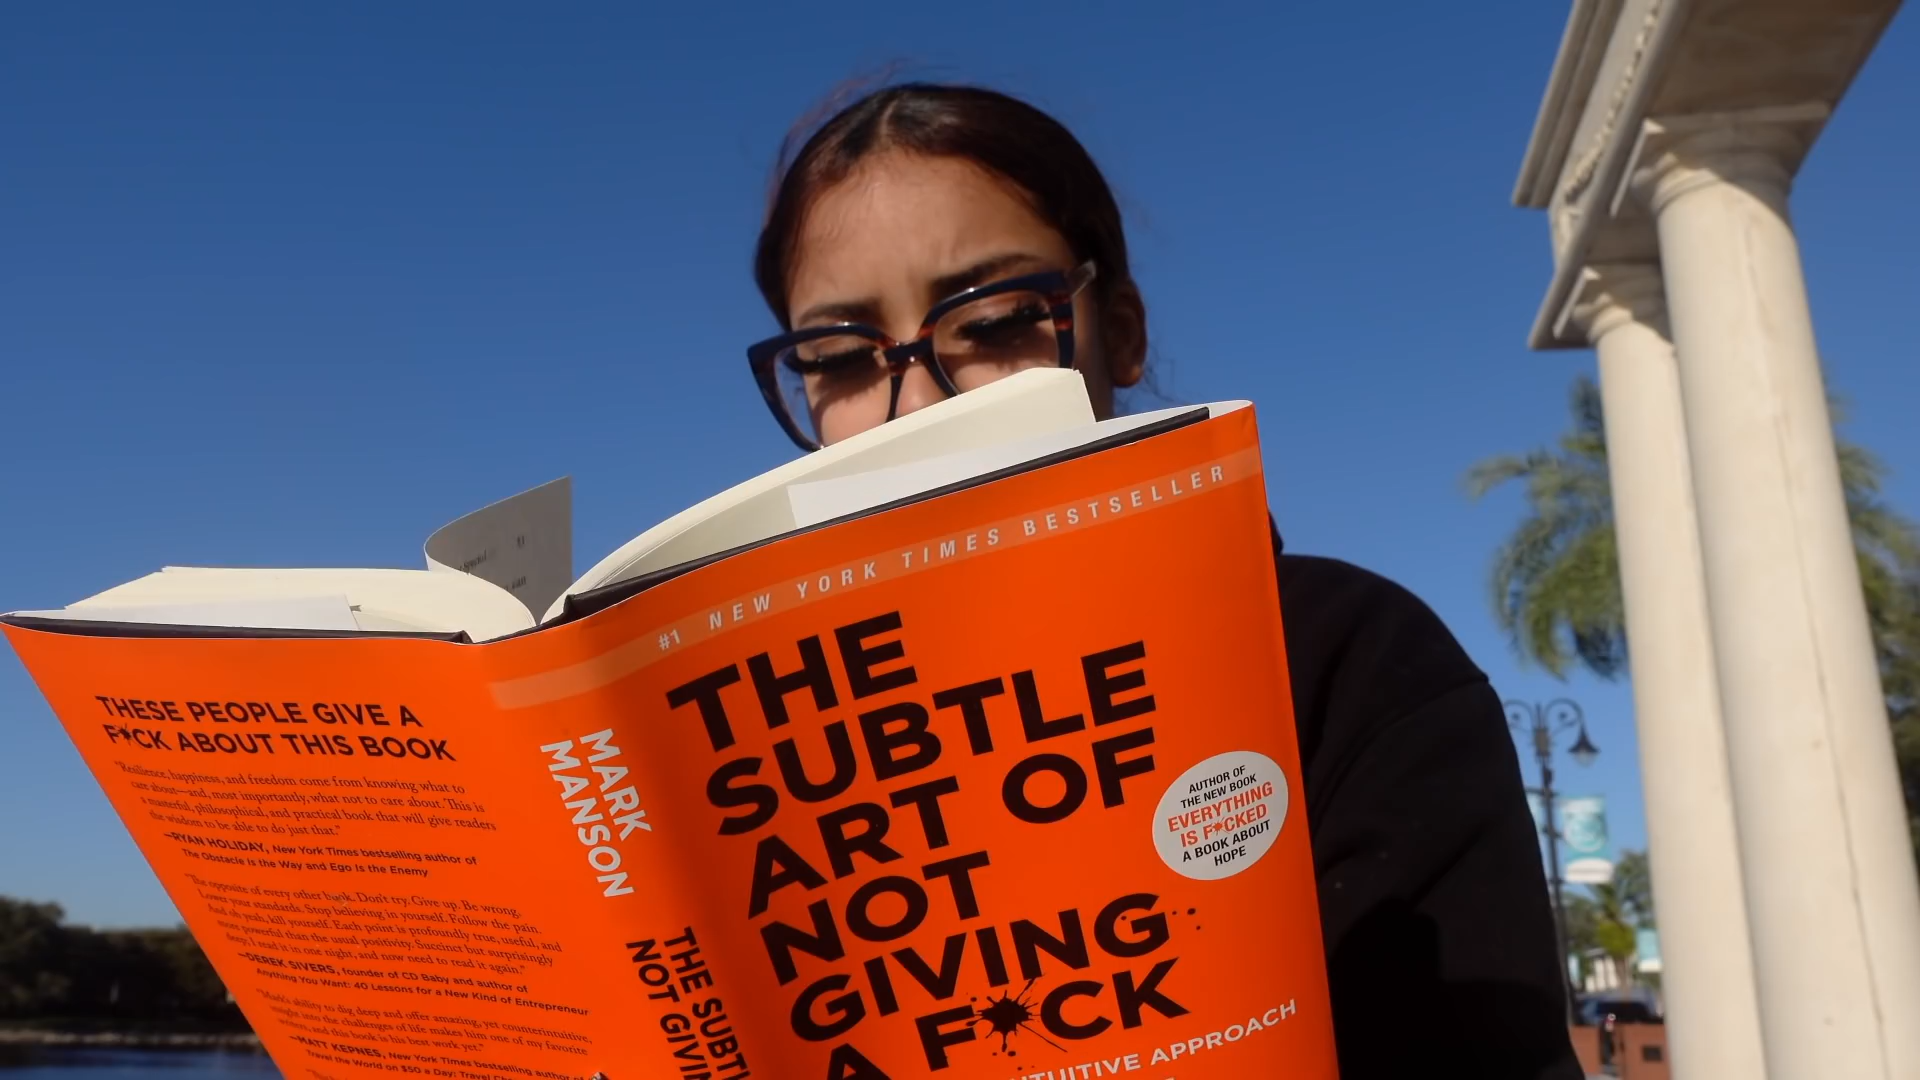 THESE PEOPLE GIVE A
F*CK ABOUT THIS BOOK
"Resilience, happiness, and freedom come from knowing what to
care about—and, most importantly, what not to care about. This is
a masterful, philosophical, and practical book that will give readers
the wisdom to be able to do just that."
—RYAN HOLIDAY, New York Times bestselling author of
The Obstacle Is the Way and Ego Is the Enemy
"The opposite of every other book. Don't try. Give up. Be wrong.
Lower your standards. Stop believing in yourself. Follow the pain.
And oh yeah, kill yourself. Each point is profoundly true, useful, and
more powerful than the usual positivity. Succinct but surprisingly
deep, I read it in one night, and now need to read it again."
—DEREK SIVERS, founder of CD Baby and author of
Anything You Want: 40 Lessons for a New Kind of Entrepreneur
"Mark's ability to dig deep and offer amazing, yet counterintuitive,
insight into the challenges of life makes him one of my favorite
writers, and this book is his best work yet."
—MATT KEPNES, New York Times bestselling author of
Travel the World on $50 a Day: Travel
MARK
MANSON
THE SUBTL
NOT GIVIN
#1 NEW YORK TIMES BESTSELLER
THE
SUBTLE
ART OF
NOT
GIVING
A F*CK
NTUITIVE APPROACH
AUTHOR OF
THE NEW BOOK
EVERYTHING
IS F*CKED
A BOOK ABOUT
HOPE